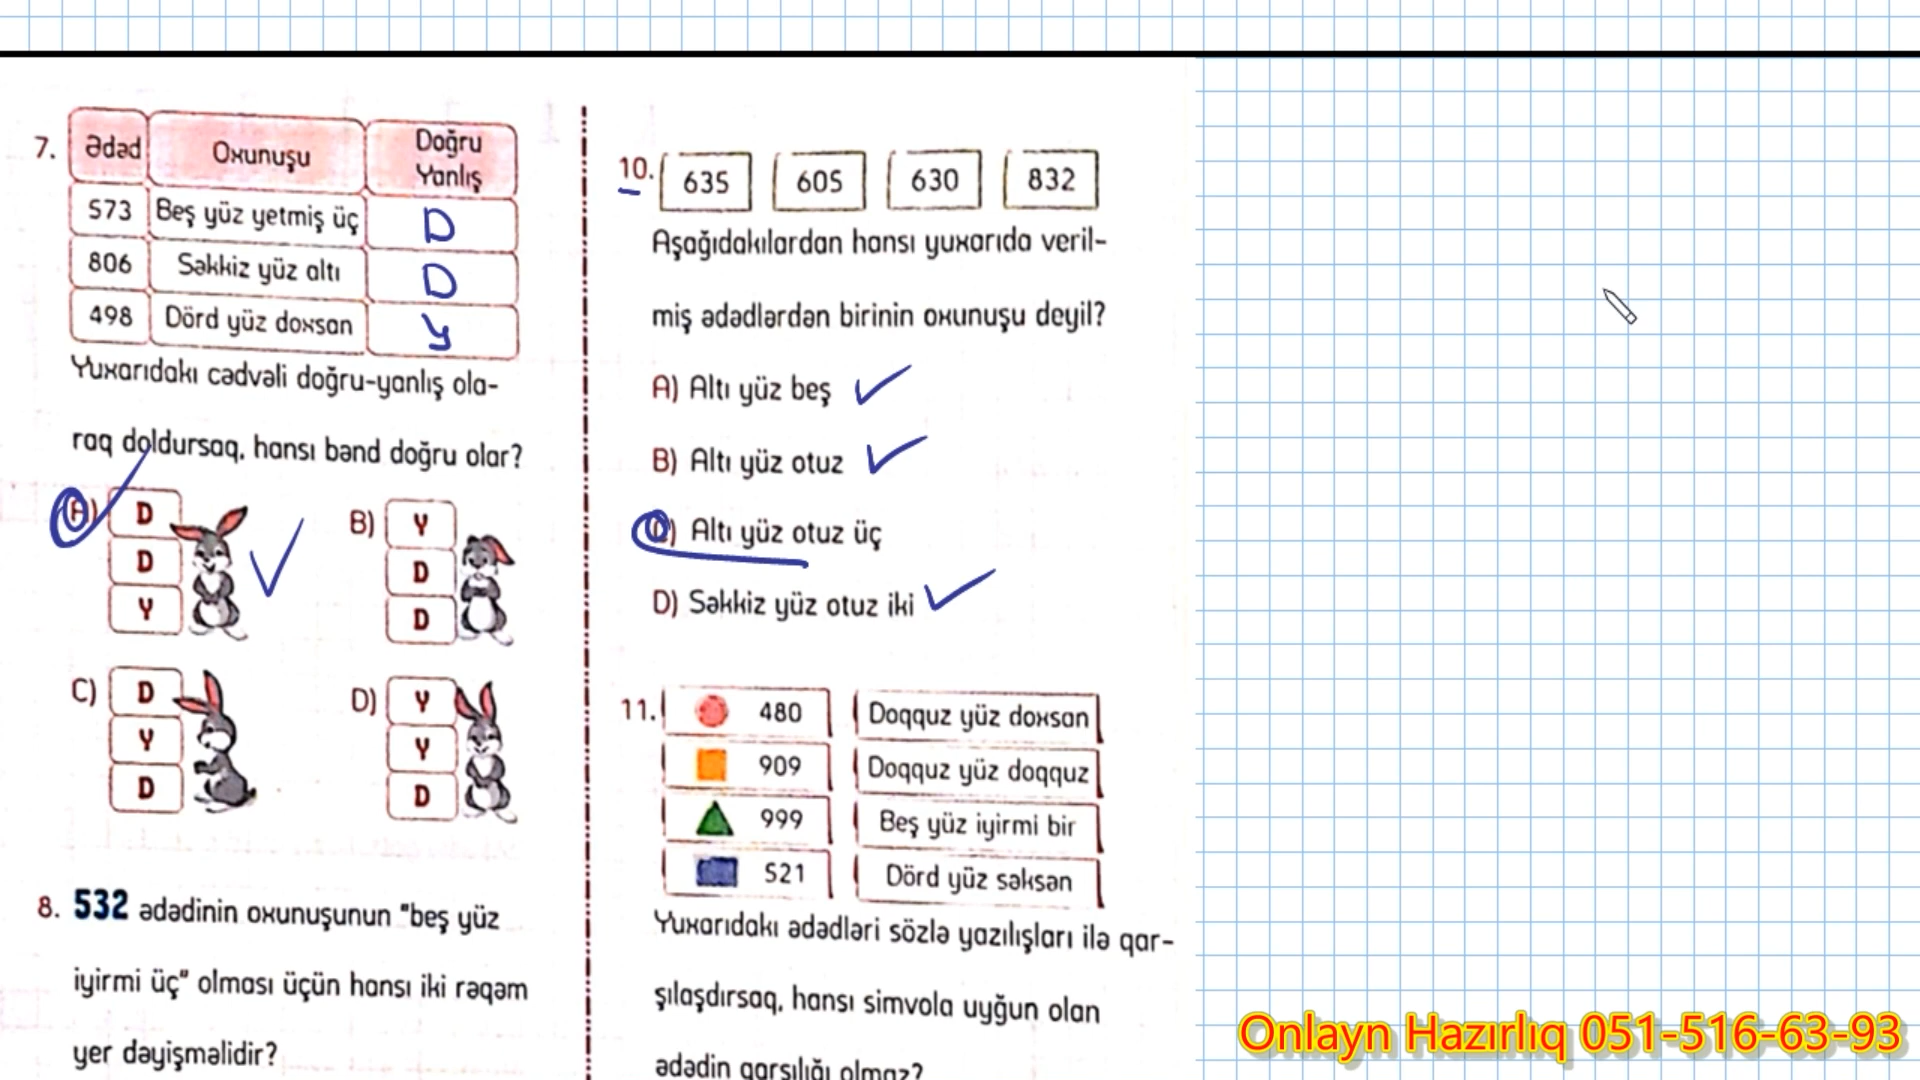 7.
Ədəd Oxunuşu Doğru Yanlış
573 Beş yüz yetmiş üç D
806 Səkkiz yüz altı D
498 Dörd yüz doxsan Y
Yuxarıdakı cədvəli doğru-yanlış ola-
raq doldursaq, hansı bənd doğru olar?
A) D D Y
B) Y D D
C) D Y D
D) Y Y D
8. 532 ədədinin oxunuşunun "beş yüz
iyirmi üç" olması üçün hansı iki rəqəm
yer dəyişməlidir?
10. 635 605 630 832
Aşağıdakılardan hansı yuxarıda veril-
miş ədədlərdən birinin oxunuşu deyil?
A) Altı yüz beş
B) Altı yüz otuz
C) Altı yüz otuz üç
D) Səkkiz yüz otuz iki
11. 480 Doqquz yüz doxsan
909 Doqquz yüz doqquz
999 Beş yüz iyirmi bir
521 Dörd yüz səksən
Yuxarıdakı ədədləri sözlə yazılışları ilə qar-
şılaşdırsaq, hansı simvola uyğun olan
ədədin qarşılığı olmaz?
Onlayn Hazırlıq 051-516-63-93